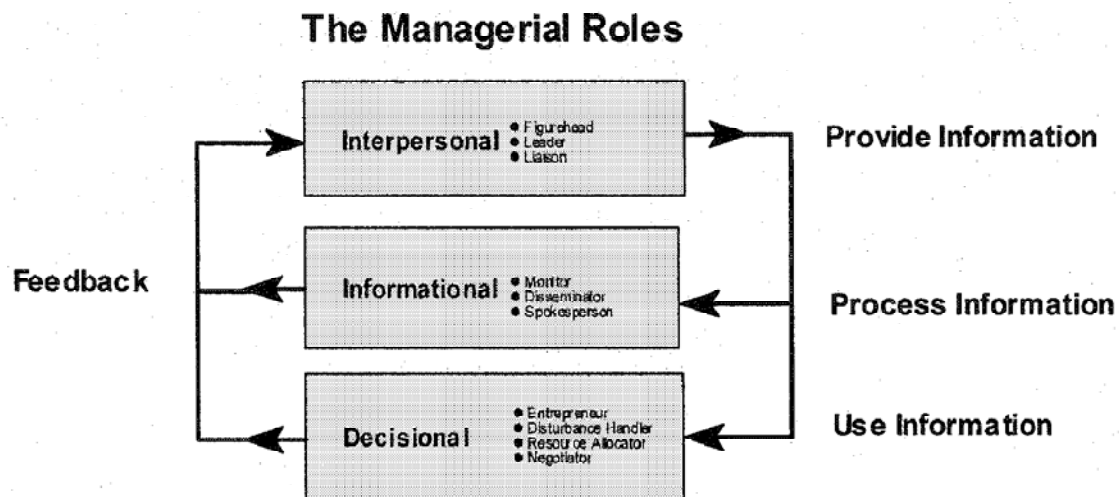 The Managerial Roles
Interpersonal
• Figurehead
• Leader
• Liaison
Provide Information
Feedback
Informational
• Monitor
• Disseminator
• Spokesperson
Process Information
Decisional
• Entrepreneur
• Disturbance Handler
• Resource Allocator
• Negotiator
Use Information